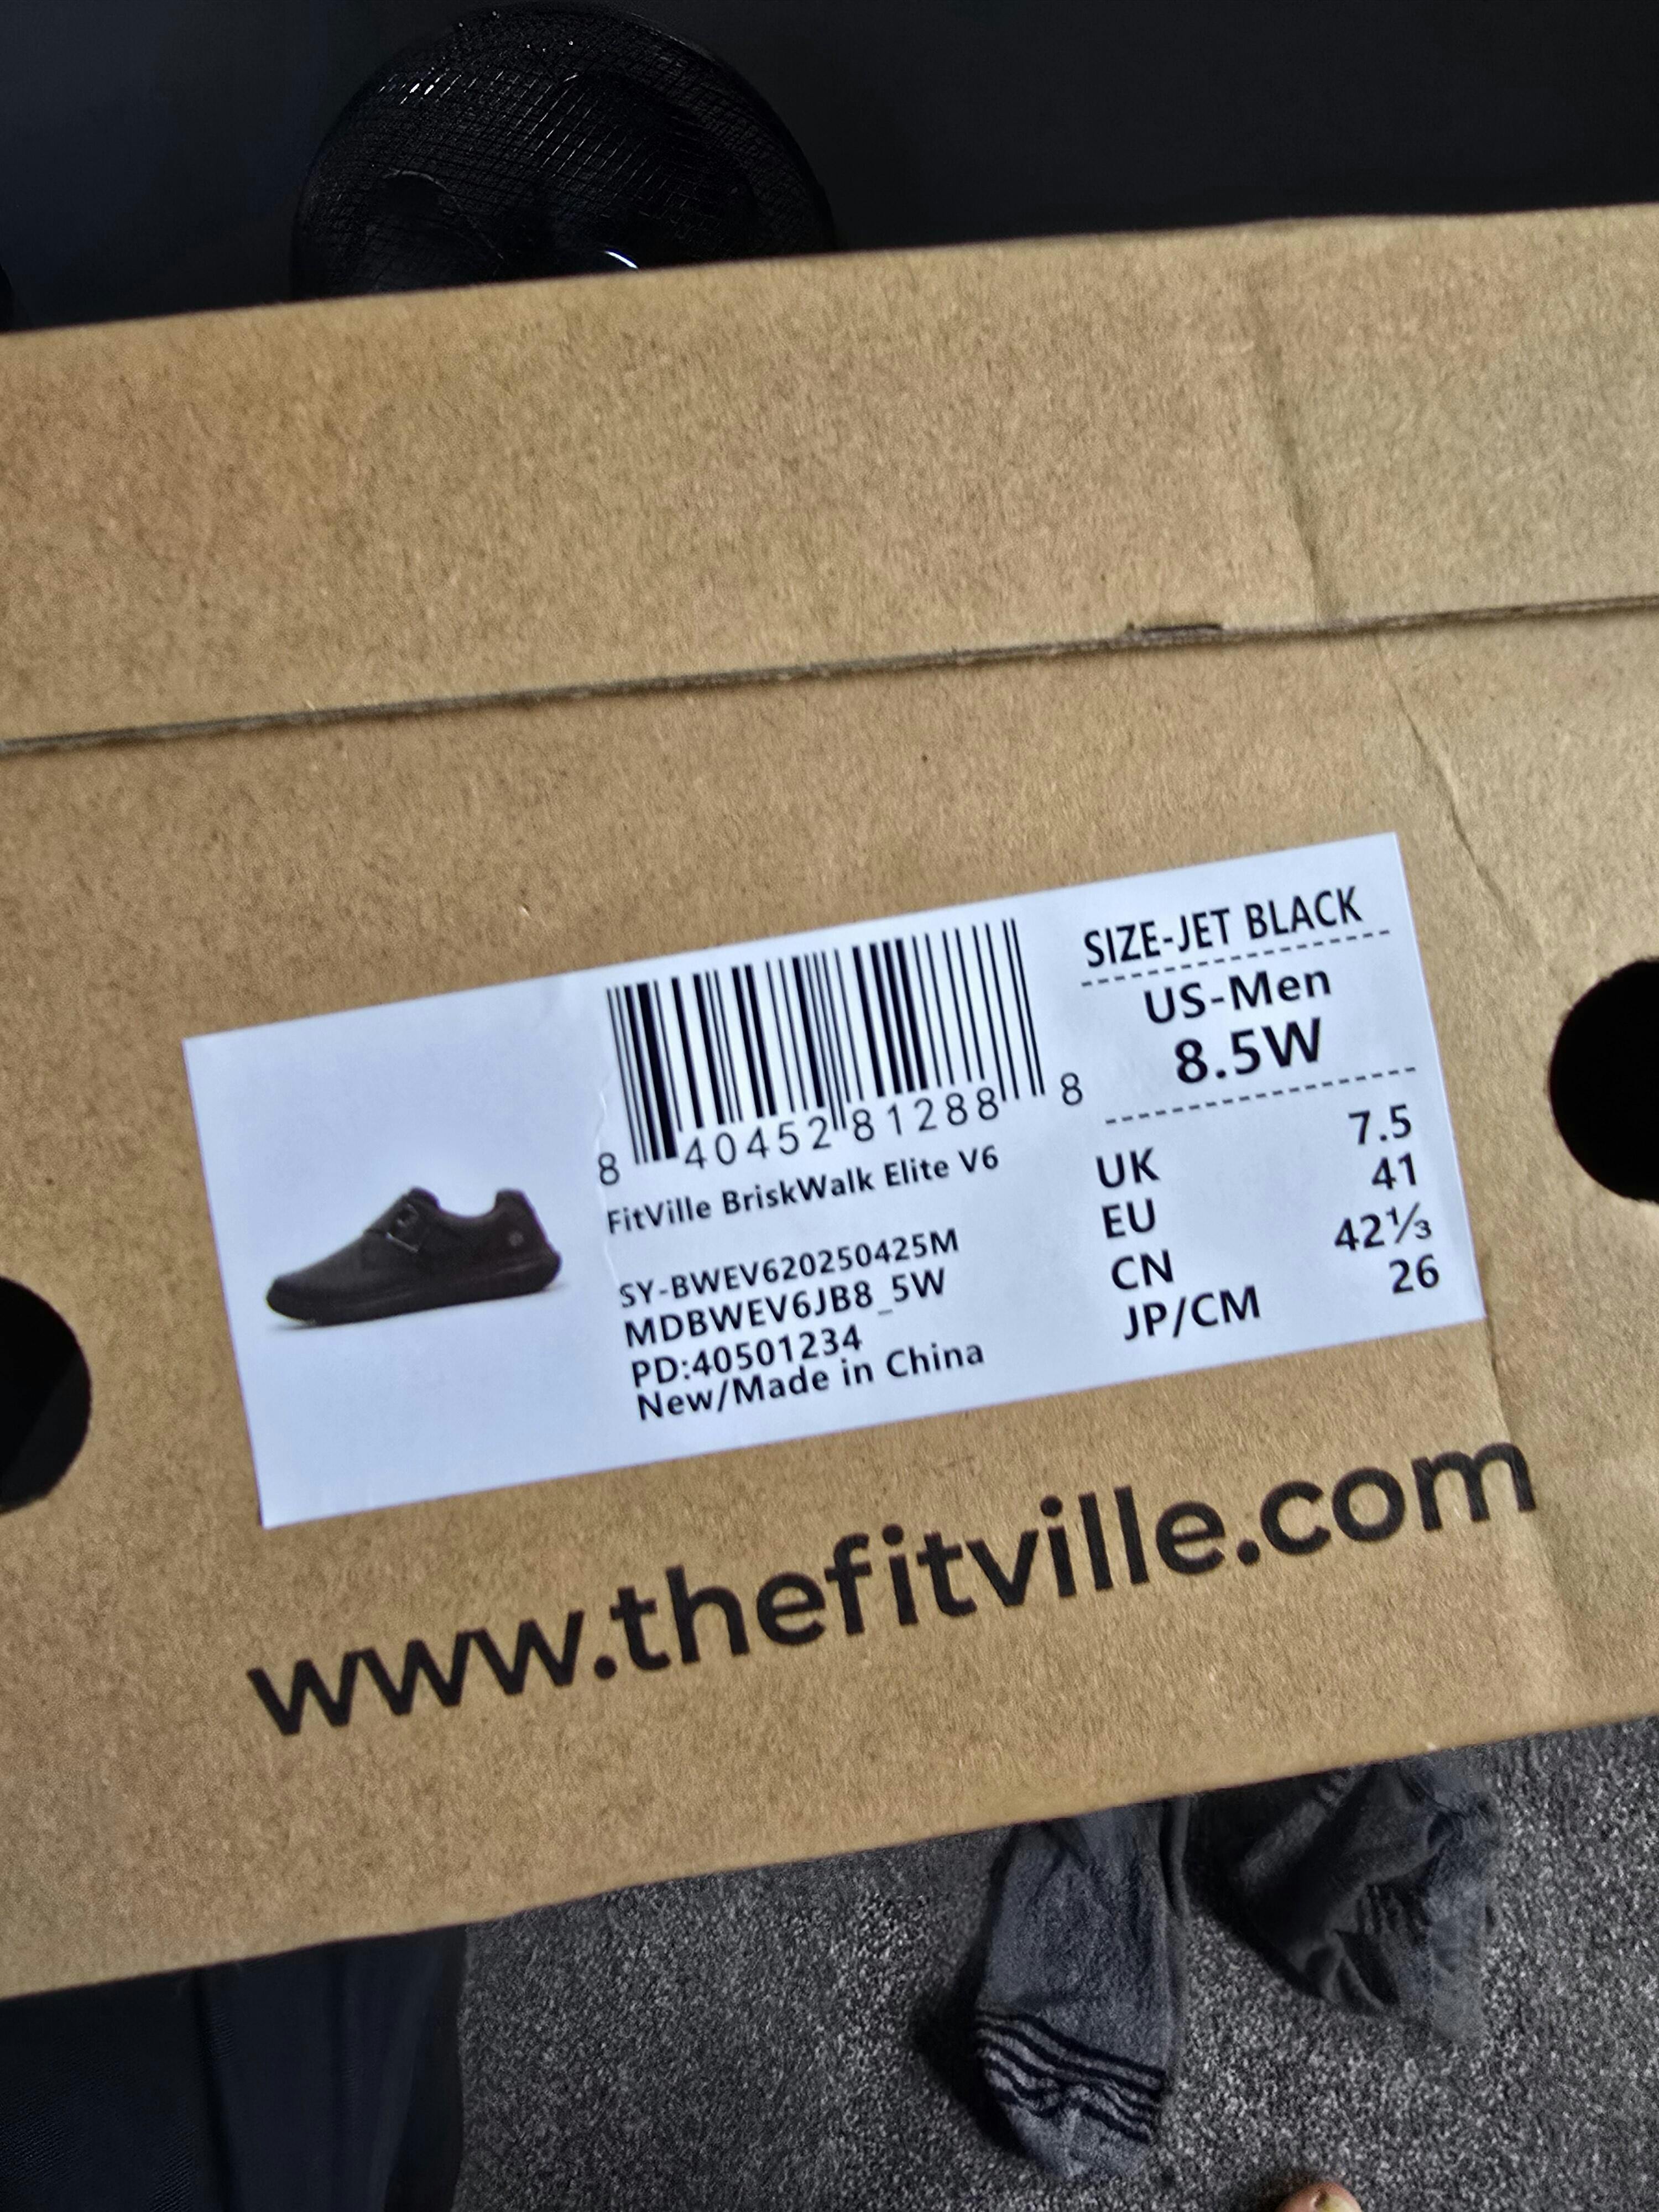 SIZE-JET BLACK
US-Men
8.5W
8 40452 81288 8
FitVille BriskWalk Elite V6
SY-BWEV620250425M
MDBWEV6JB8_5W
PD:40501234
New/Made in China
UK 7.5
EU 41
CN 42⅓
JP/CM 26
www.thefitville.com